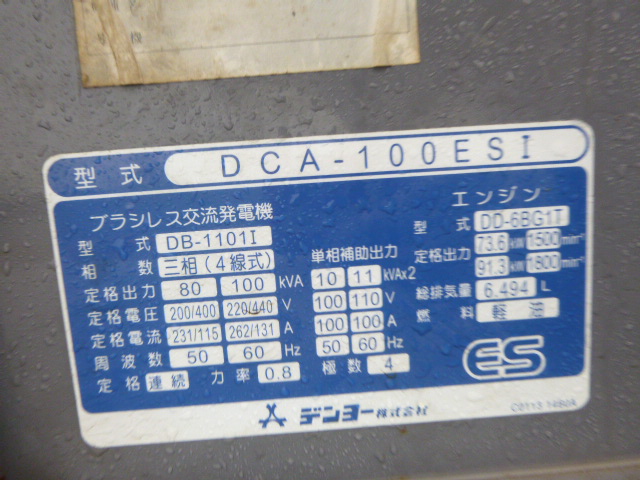 型式 DCA-100ESI
ブラシレス交流発電機
型式 DB-1101I
相数 三相(4線式)
定格出力 80 100 kVA
定格電圧 200/400 220/440 V
定格電流 231/115 262/131 A
周波数 50 60 Hz
定格 連続 力率 0.8 極数 4
単相補助出力
10 11 kVAx2
100 110 V
100 100 A
50 60 Hz
エンジン
型式 DD-6BG1T
定格出力 73.6 kW 1500 min⁻¹
91.3 kW 1800 min⁻¹
総排気量 6.494 L
燃料 軽油
ES
デンヨー株式会社